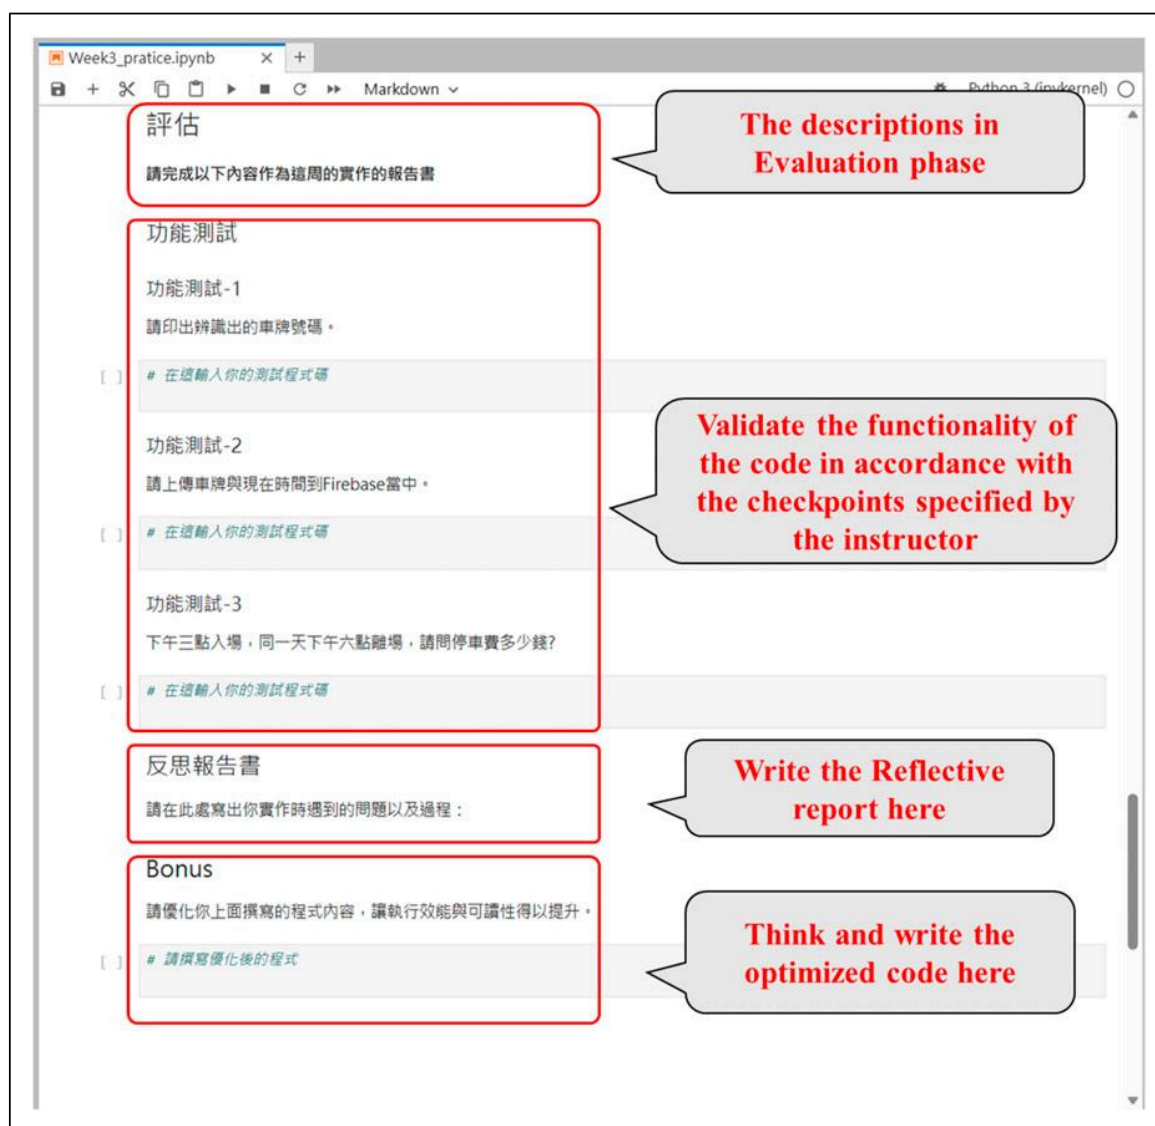 Week3_pratice.ipynb
Markdown
Python 3 (ipykernel)
評估
請完成以下內容作為這周的實作的報告書
The descriptions in
Evaluation phase
功能測試
功能測試-1
請印出辨識出的車牌號碼。
[ ]
# 在這輸入你的測試程式碼
功能測試-2
請上傳車牌與現在時間到Firebase當中。
[ ]
# 在這輸入你的測試程式碼
Validate the functionality of
the code in accordance with
the checkpoints specified by
the instructor
功能測試-3
下午三點入場，同一天下午六點離場，請問停車費多少錢?
[ ]
# 在這輸入你的測試程式碼
反思報告書
請在此處寫出你實作時遇到的問題以及過程：
Write the Reflective
report here
Bonus
請優化你上面撰寫的程式內容，讓執行效能與可讀性得以提升。
[ ]
# 請撰寫優化後的程式
Think and write the
optimized code here